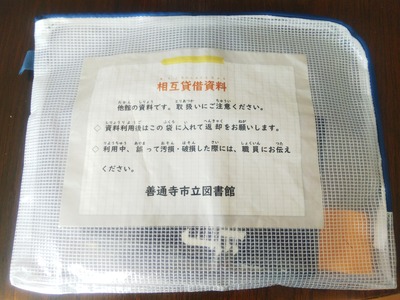 相互貸借資料
他館の資料です。取扱いにご注意ください。
○資料利用後はこの袋に入れて返却をお願いします。
○利用中、誤って汚損・破損した際には、職員にお伝え
ください。
善通寺市立図書館